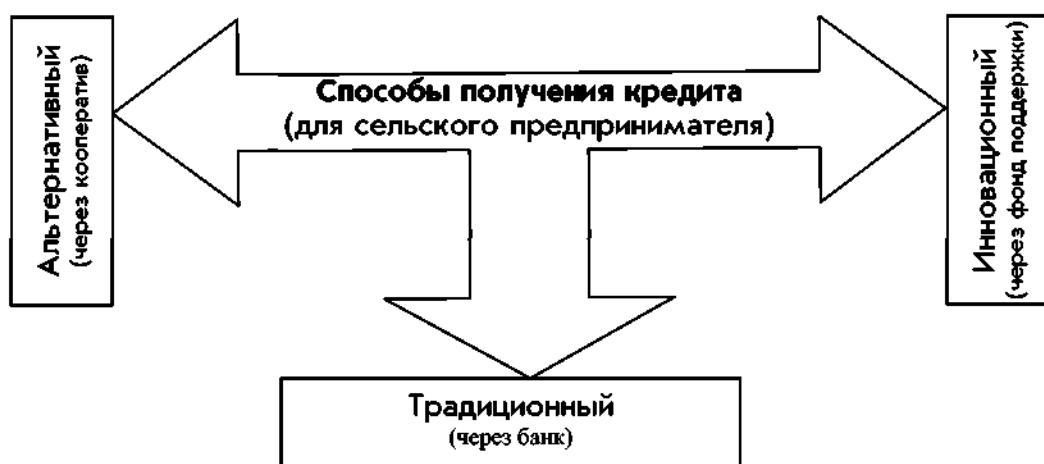 Способы получения кредита
(для сельского предпринимателя)
Альтернативный
(через кооператив)
Инновационный
(через фонд поддержки)
Традиционный
(через банк)